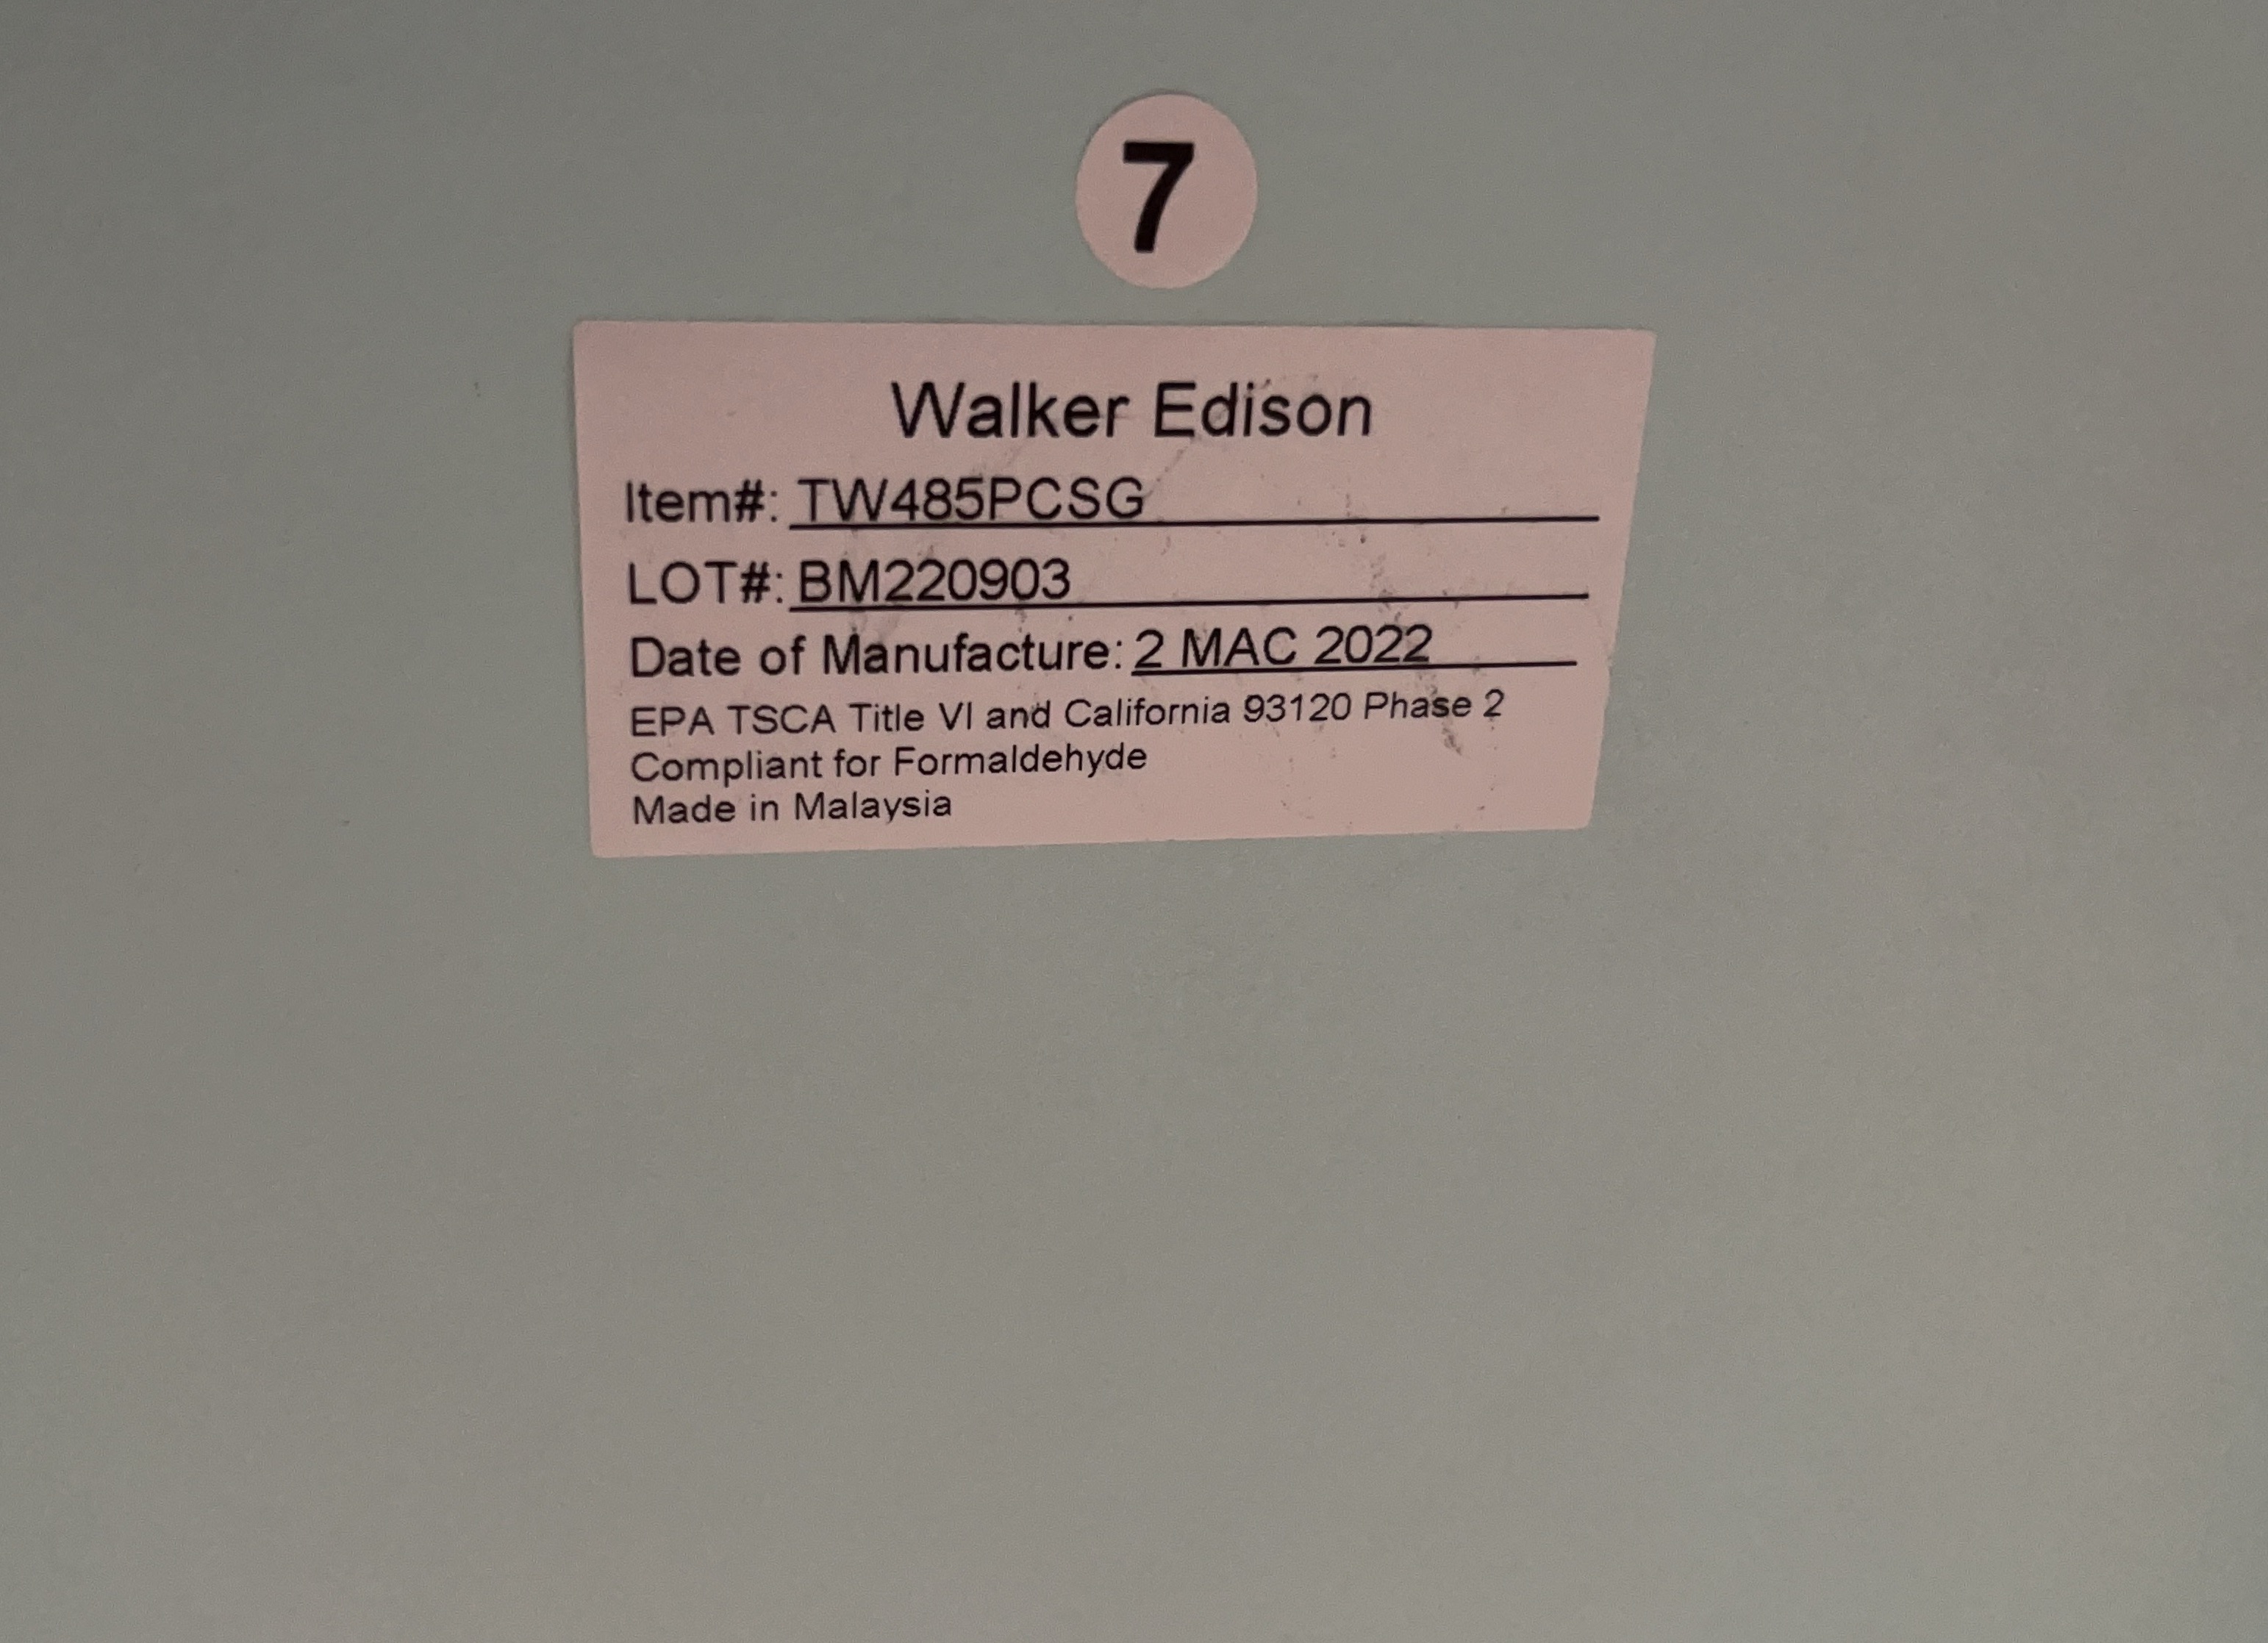 7
Walker Edison
Item#: TW485PCSG
LOT#: BM220903
Date of Manufacture: 2 MAC 2022
EPA TSCA Title VI and California 93120 Phase 2
Compliant for Formaldehyde
Made in Malaysia